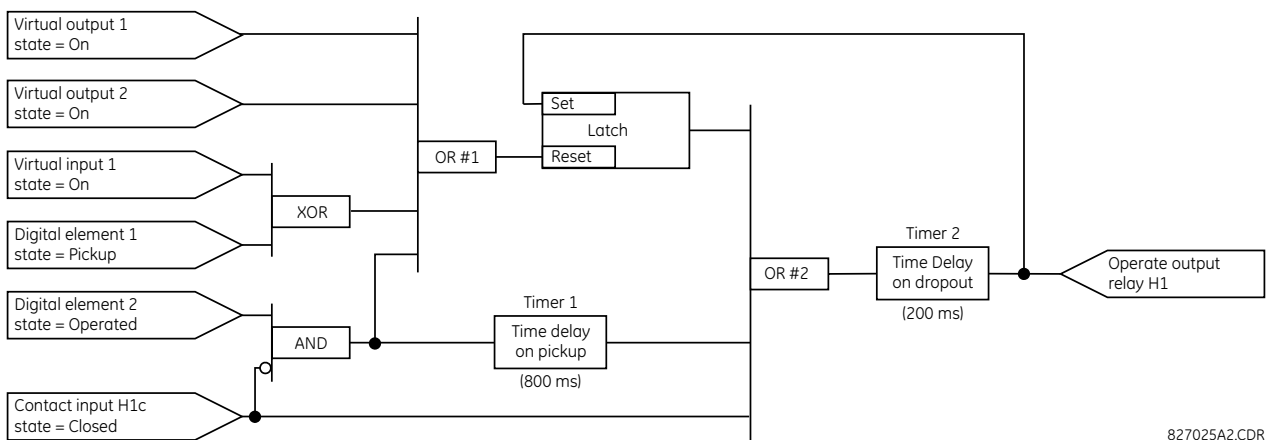 Virtual output 1
state = On
Virtual output 2
state = On
Virtual input 1
state = On
Digital element 1
state = Pickup
Digital element 2
state = Operated
Contact input H1c
state = Closed
XOR
AND
OR #1
Set
Latch
Reset
Timer 1
Time delay
on pickup
(800 ms)
OR #2
Timer 2
Time Delay
on dropout
(200 ms)
Operate output
relay H1
827025A2.CDR